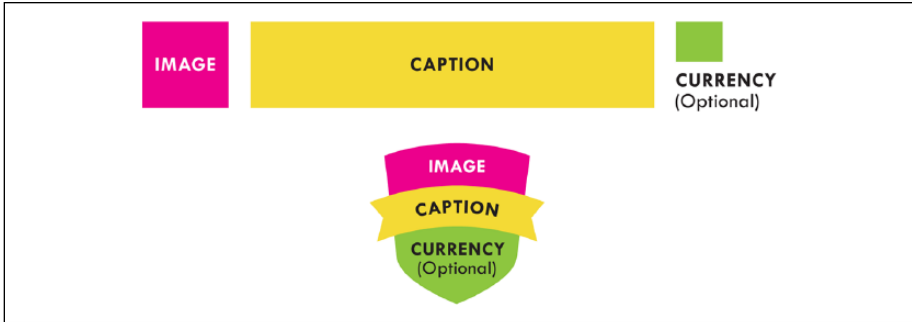 IMAGE
CAPTION
CURRENCY
(Optional)
IMAGE
CAPTION
CURRENCY
(Optional)